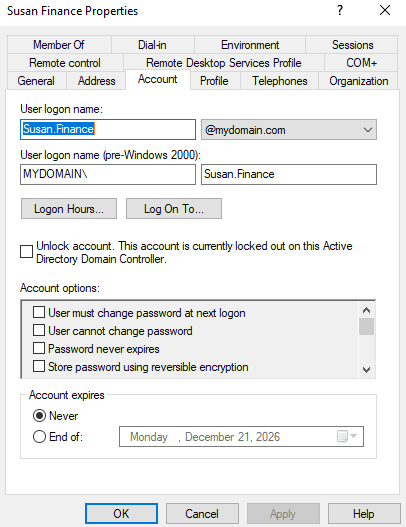 Susan Finance Properties
?
Member Of
Dial-in
Environment
Sessions
Remote control
Remote Desktop Services Profile
COM+
General
Address
Account
Profile
Telephones
Organization
User logon name:
Susan.Finance
@mydomain.com
User logon name (pre-Windows 2000):
MYDOMAIN\
Susan.Finance
Logon Hours...
Log On To...
Unlock account. This account is currently locked out on this Active
Directory Domain Controller.
Account options:
User must change password at next logon
User cannot change password
Password never expires
Store password using reversible encryption
Account expires
Never
End of:
Monday , December 21, 2026
OK
Cancel
Apply
Help